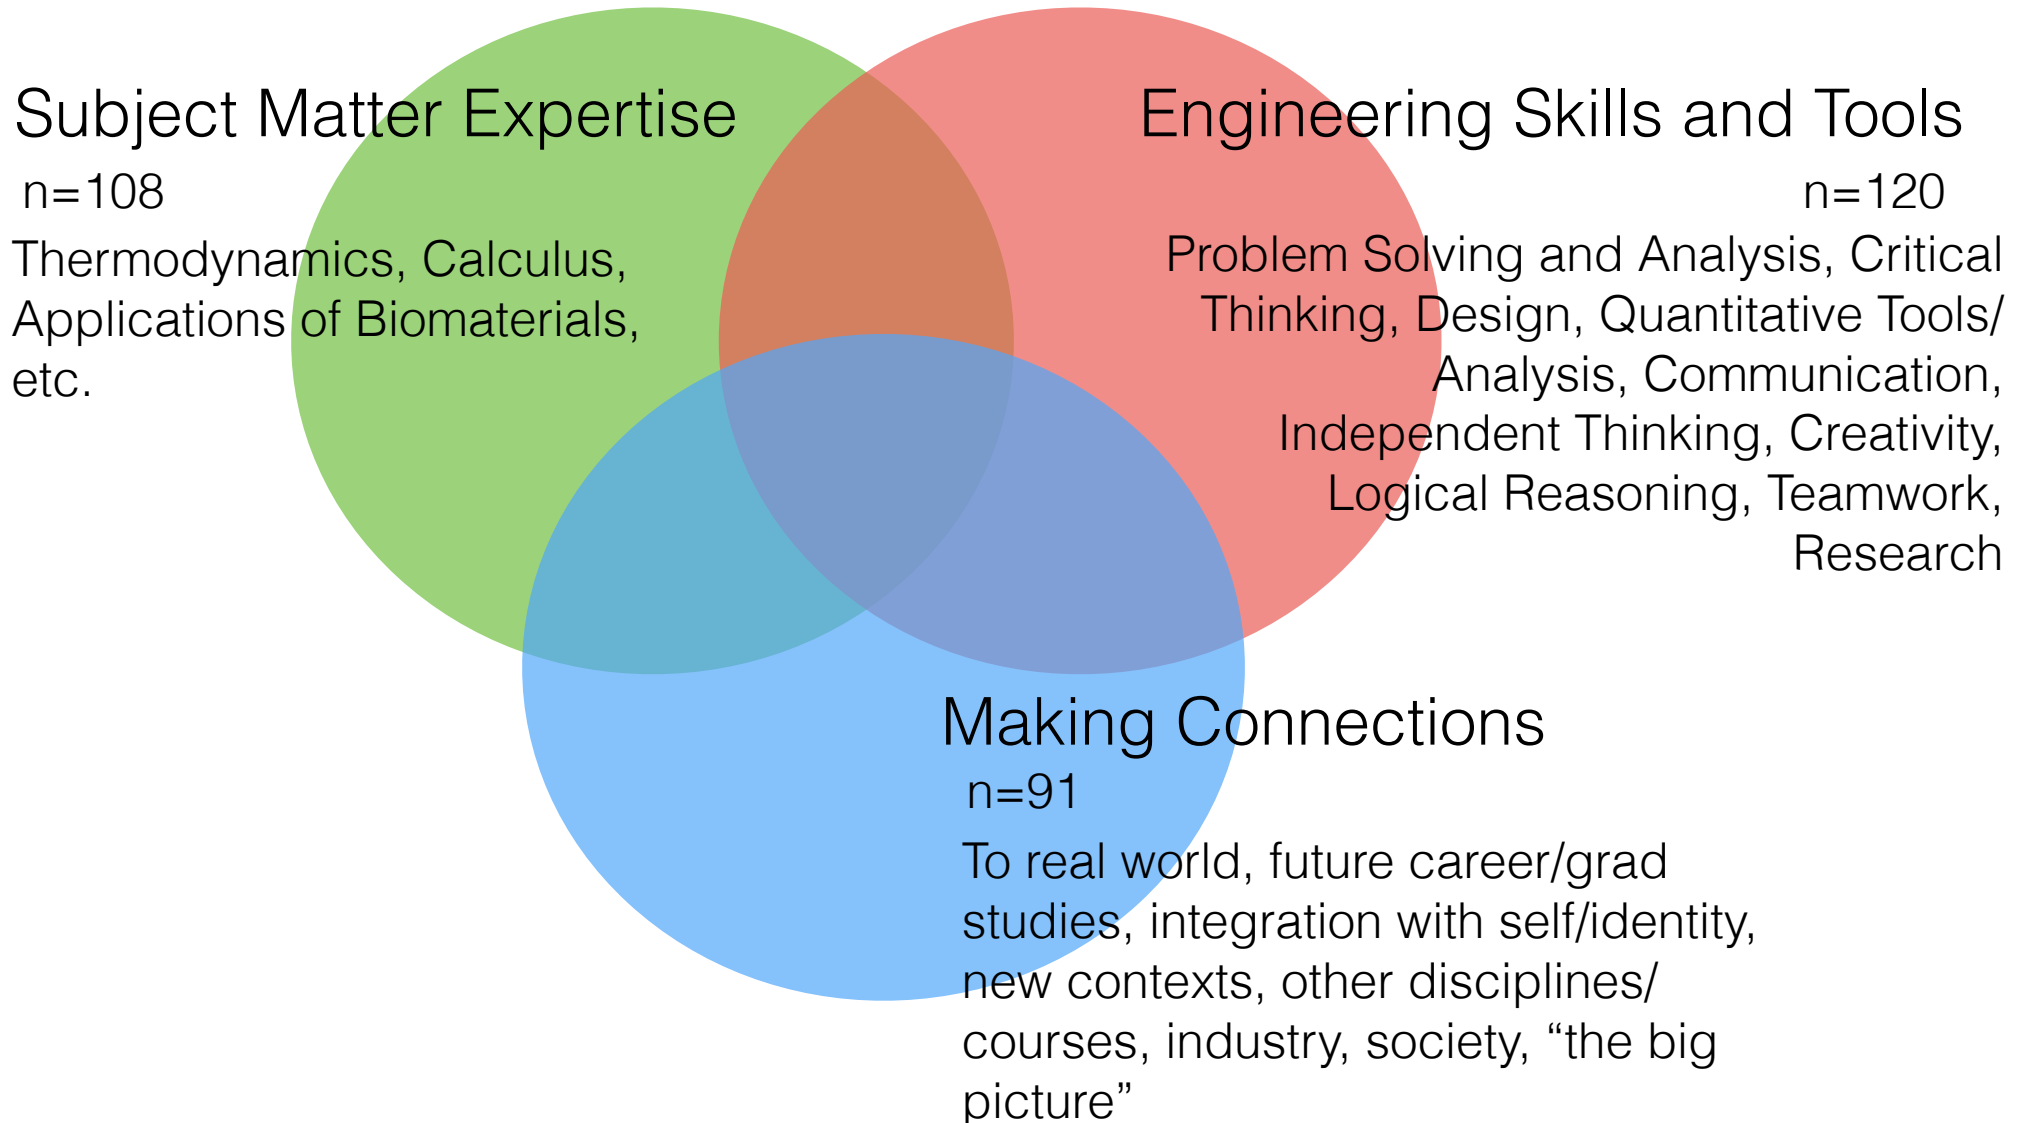 Subject Matter Expertise
n=108
Thermodynamics, Calculus,
Applications of Biomaterials,
etc.
Engineering Skills and Tools
n=120
Problem Solving and Analysis, Critical
Thinking, Design, Quantitative Tools/
Analysis, Communication,
Independent Thinking, Creativity,
Logical Reasoning, Teamwork,
Research
Making Connections
n=91
To real world, future career/grad
studies, integration with self/identity,
new contexts, other disciplines/
courses, industry, society, “the big
picture”